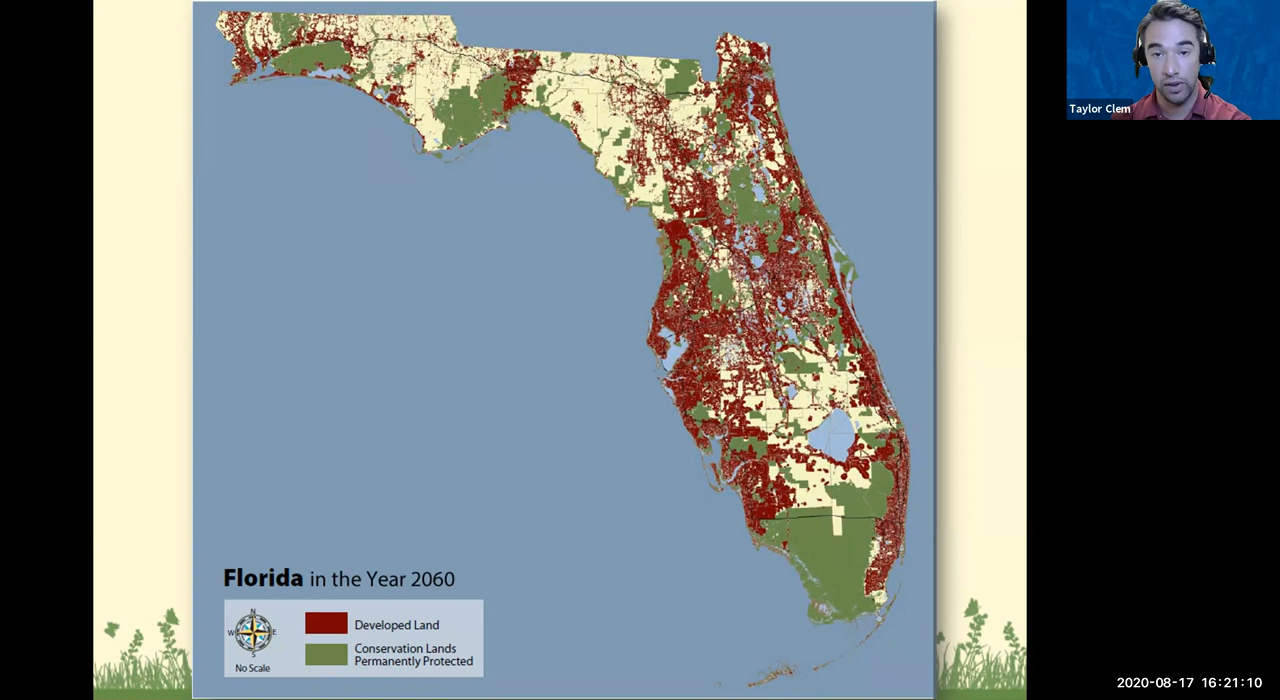 Taylor Clem
Florida in the Year 2060
N
W E
S
No Scale
Developed Land
Conservation Lands
Permanently Protected
2020-08-17 16:21:10